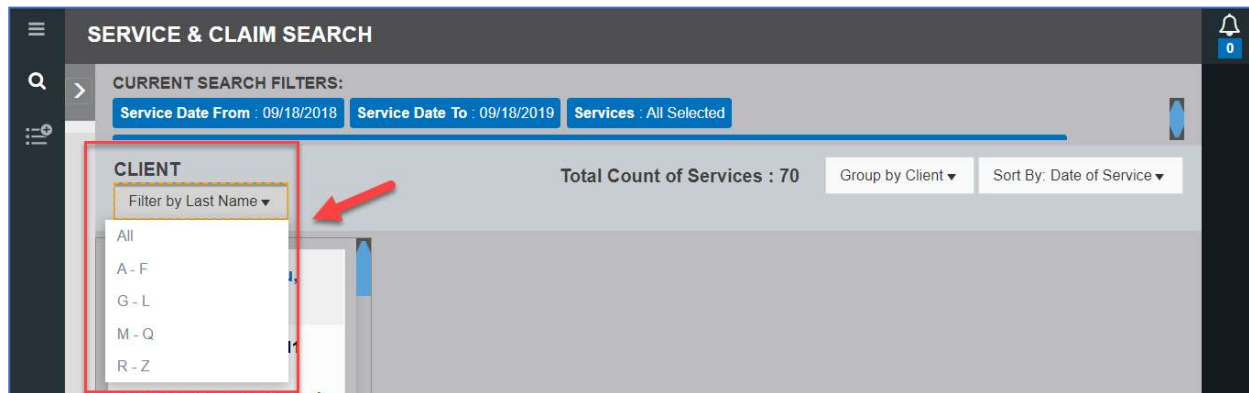 SERVICE & CLAIM SEARCH
0
CURRENT SEARCH FILTERS:
Service Date From : 09/18/2018 Service Date To : 09/18/2019 Services : All Selected
CLIENT
Total Count of Services : 70 Group by Client ▾ Sort By: Date of Service ▾
Filter by Last Name ▾
All
A - F
G - L
M - Q
R - Z